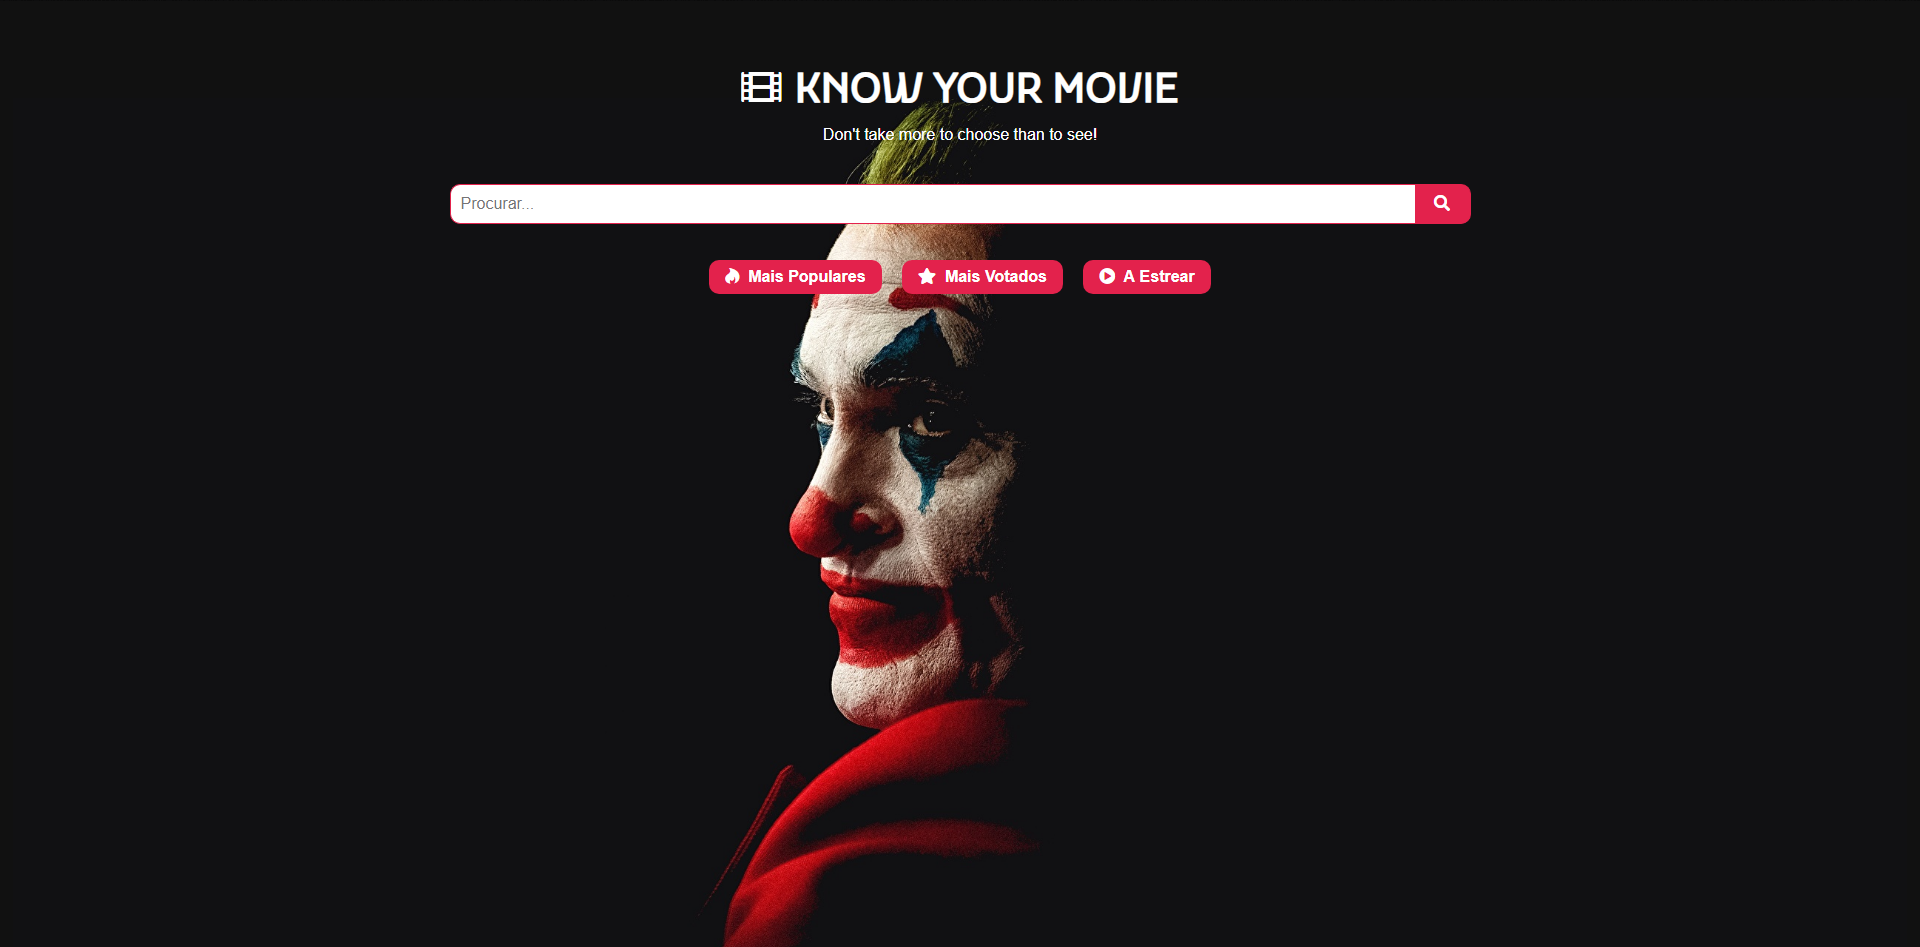 KNOW YOUR MOVIE
Don't take more to choose than to see!
Procurar...
Mais Populares Mais Votados A Estrear